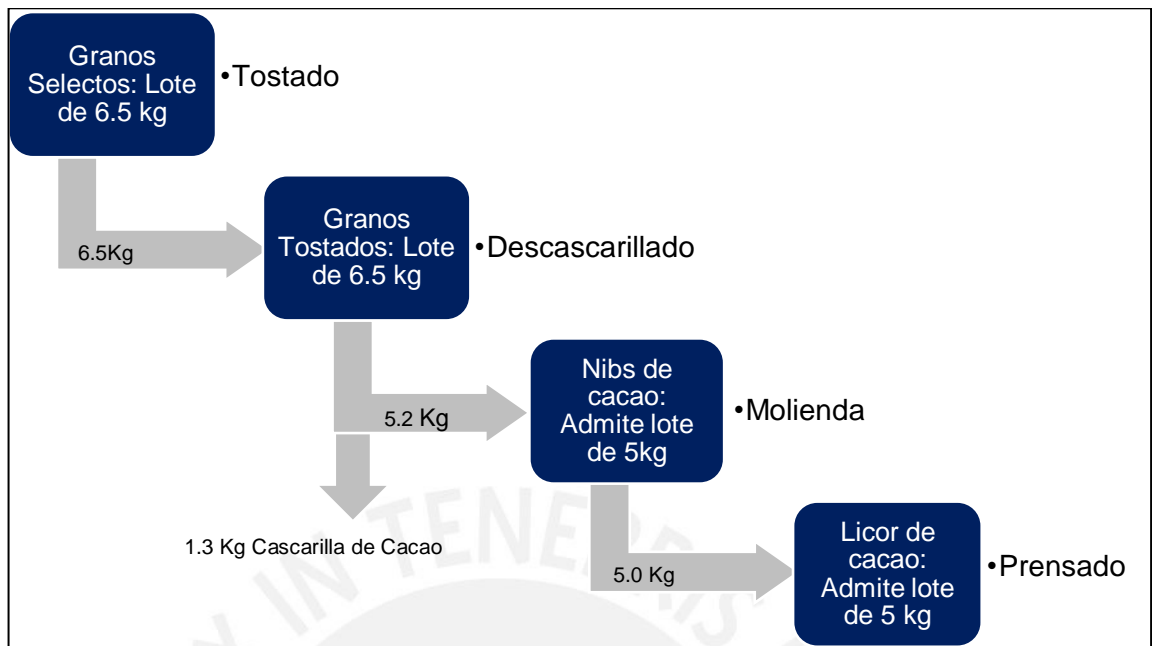 Granos
Selectos: Lote
de 6.5 kg
•Tostado
6.5Kg
Granos
Tostados: Lote
de 6.5 kg
•Descascarillado
5.2 Kg
1.3 Kg Cascarilla de Cacao
Nibs de
cacao:
Admite lote
de 5kg
•Molienda
5.0 Kg
Licor de
cacao:
Admite lote
de 5 kg
•Prensado
IN TENEBRIS